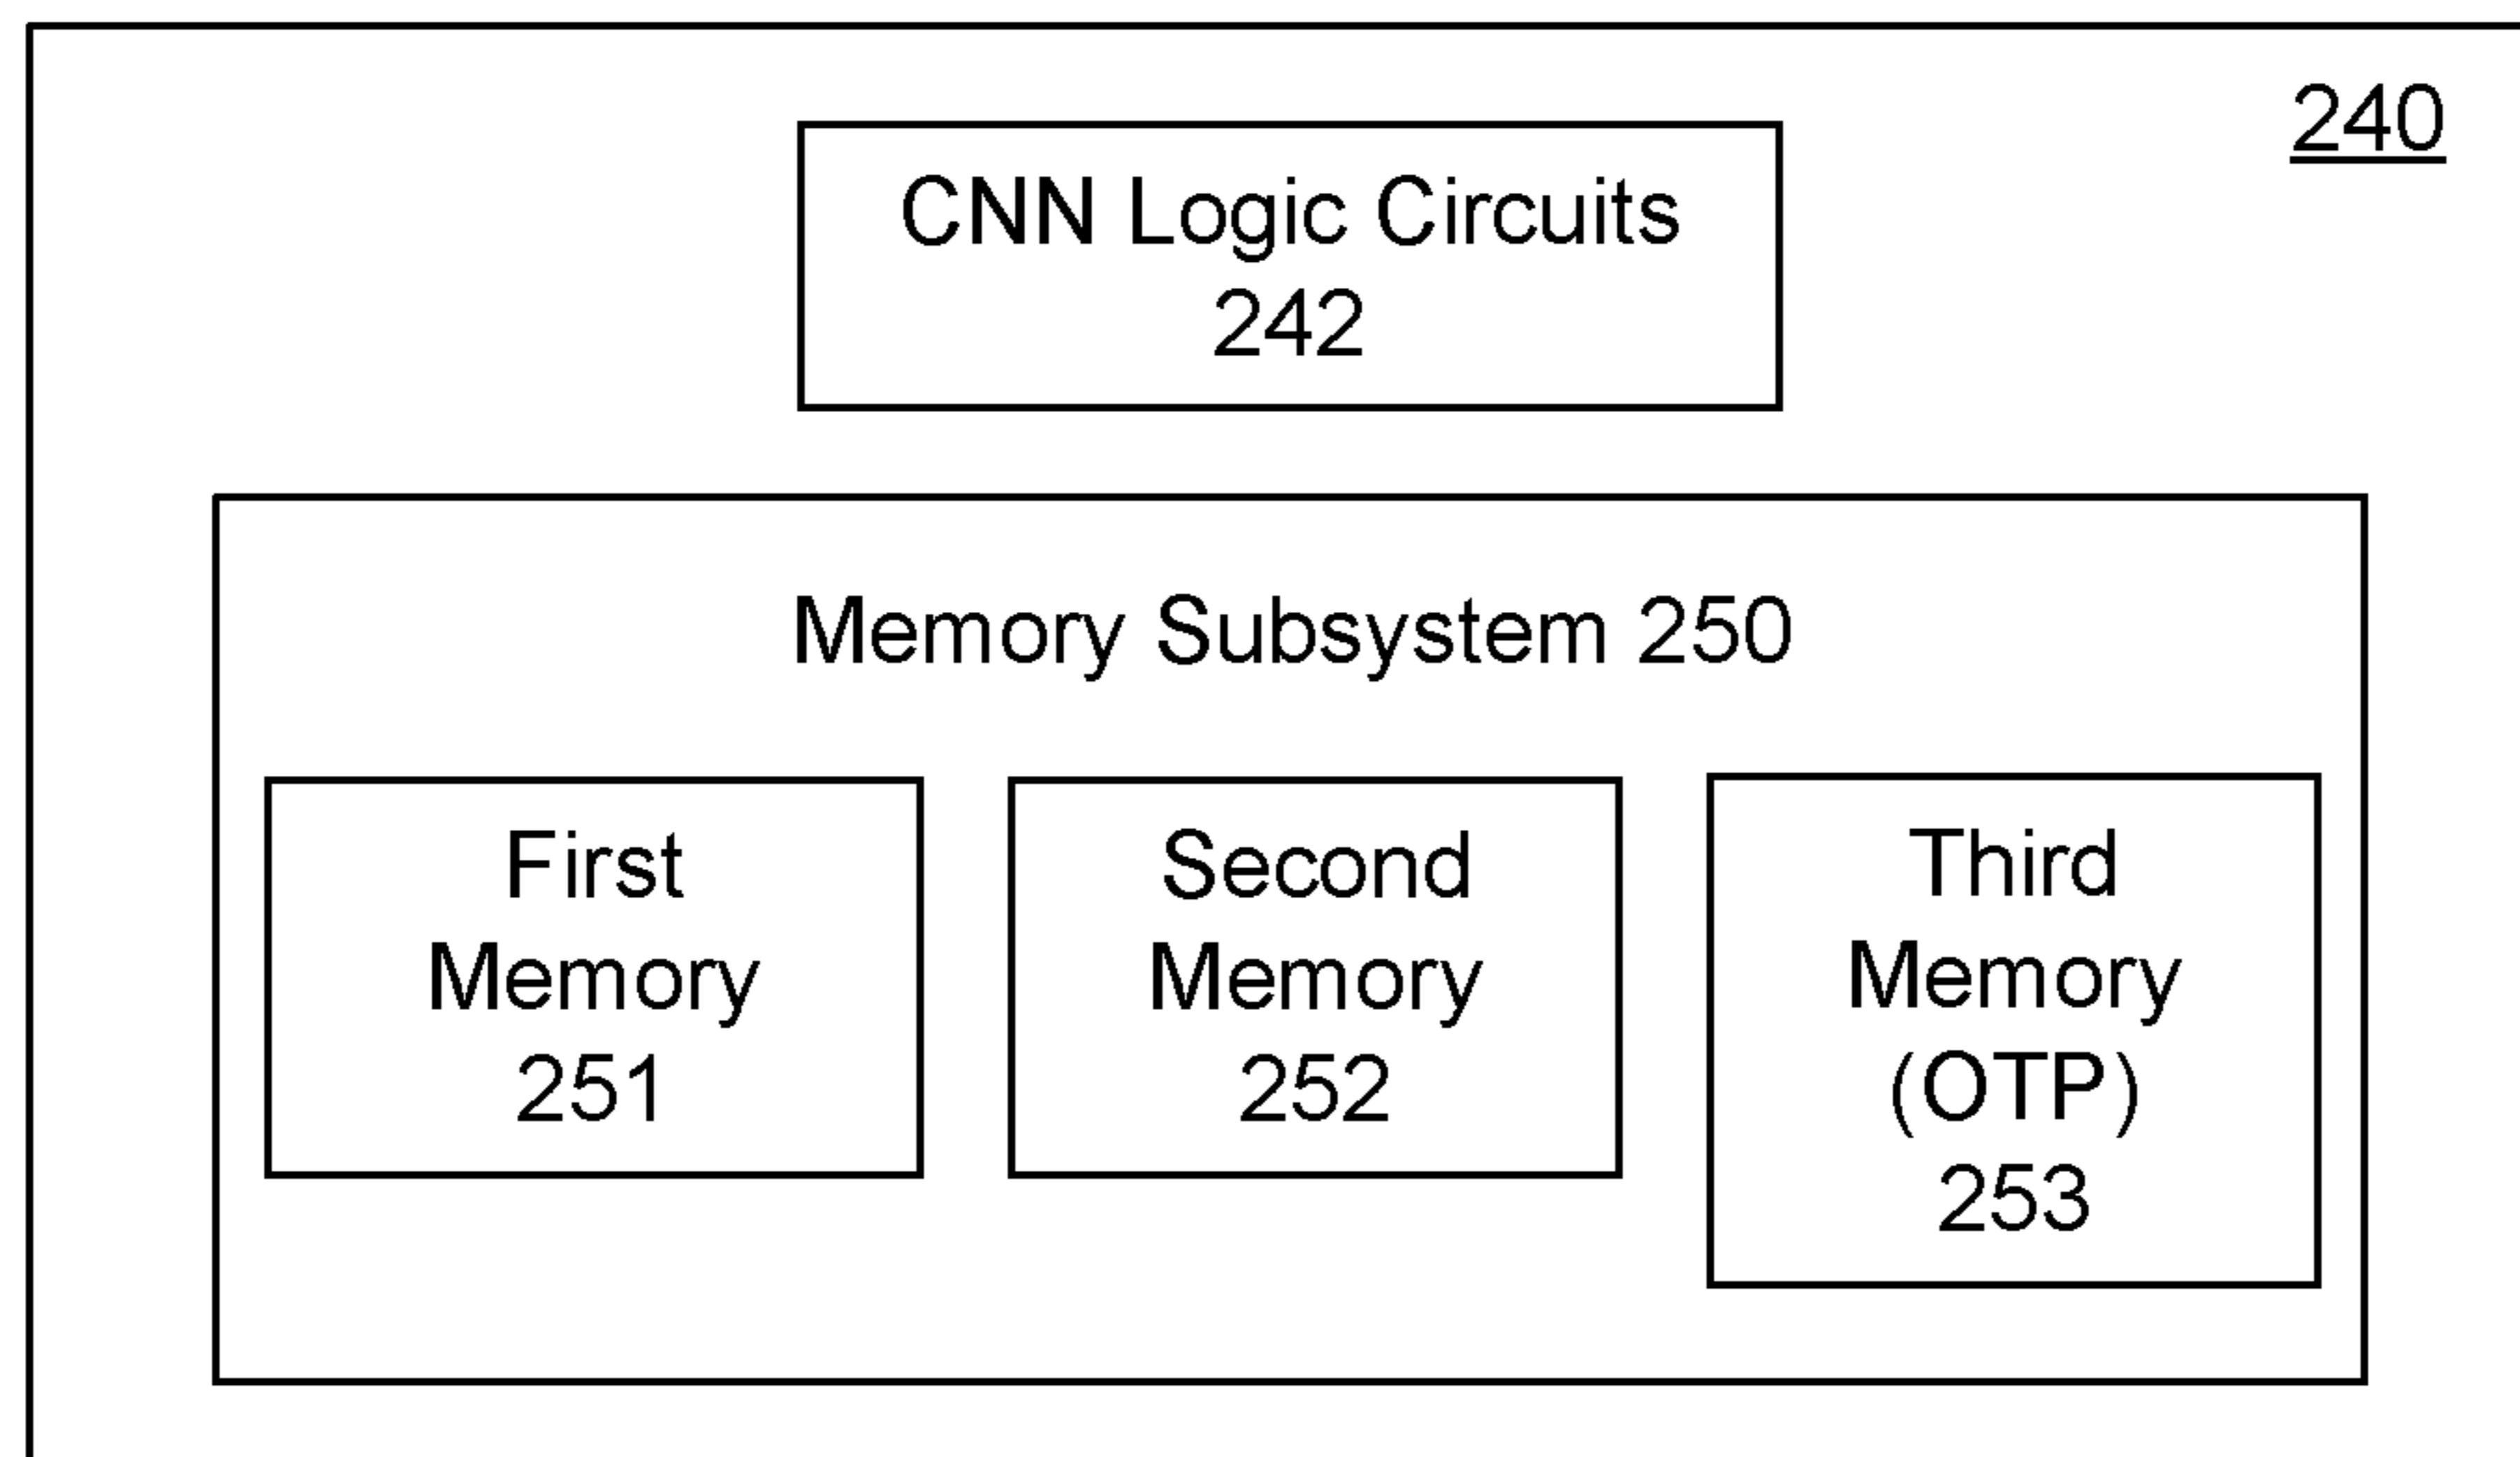 240
CNN Logic Circuits
242
Memory Subsystem 250
First
Memory
251
Second
Memory
252
Third
Memory
(OTP)
253